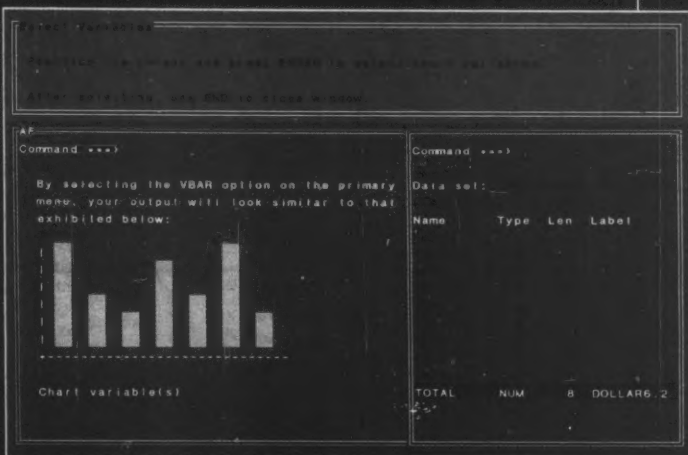 Select Variables
Position cursor and press ENTER to select chart variables.
After selecting, use END to close window.
AF
Command ===>
By selecting the VBAR option on the primary
menu, your output will look similar to that
exhibited below:
Chart variable(s)
Command ===>
Data set:
Name Type Len Label
TOTAL NUM 8 DOLLAR6.2